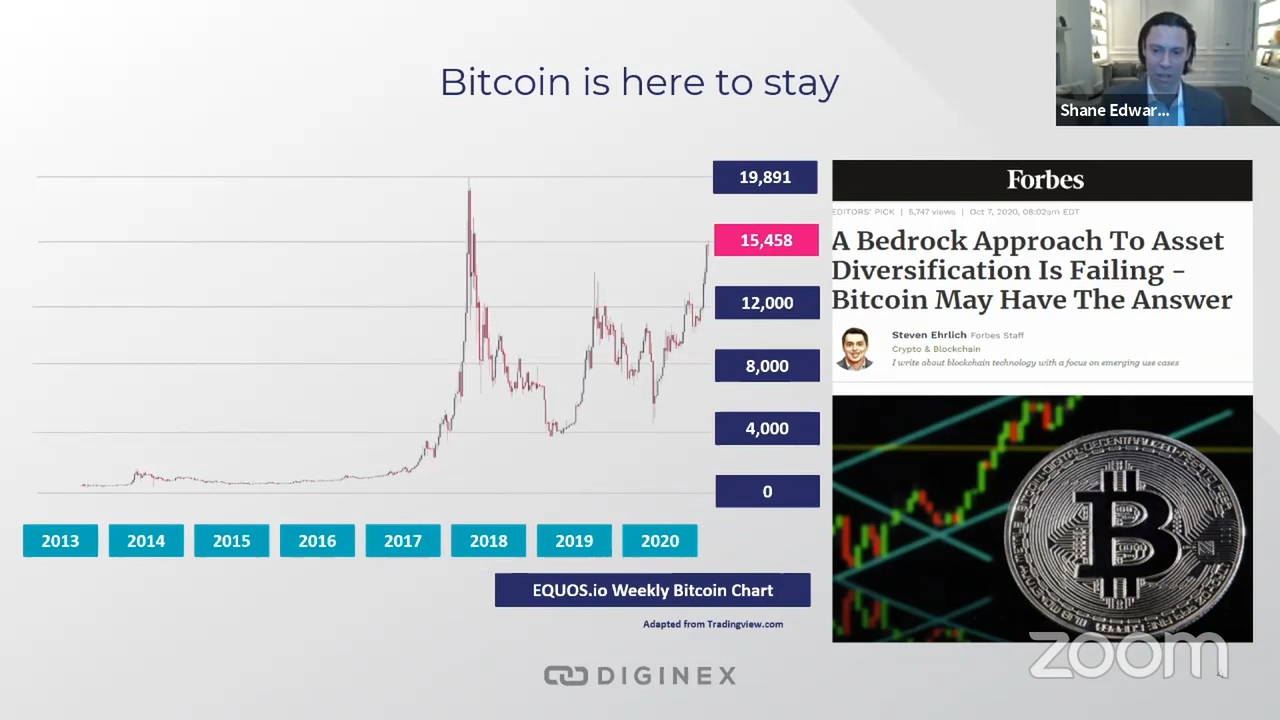 Bitcoin is here to stay
Shane Edwar...
19,891
15,458
12,000
8,000
4,000
0
2013 2014 2015 2016 2017 2018 2019 2020
EQUOS.io Weekly Bitcoin Chart
Adapted from Tradingview.com
Forbes
EDITORS' PICK | 5,747 views | Oct 7, 2020, 08:02am EDT
A Bedrock Approach To Asset
Diversification Is Failing –
Bitcoin May Have The Answer
Steven Ehrlich Forbes Staff
Crypto & Blockchain
I write about blockchain technology with a focus on emerging use cases
zoom
DIGINEX